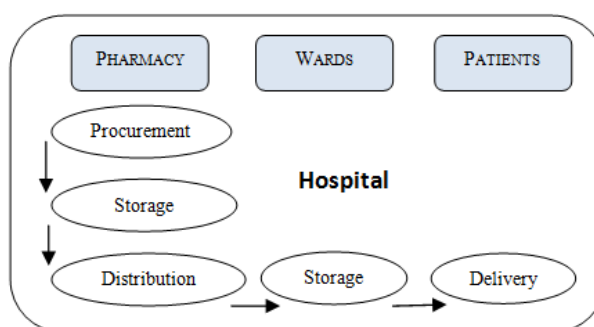 PHARMACY
WARDS
PATIENTS
Procurement
Hospital
Storage
Distribution
Storage
Delivery